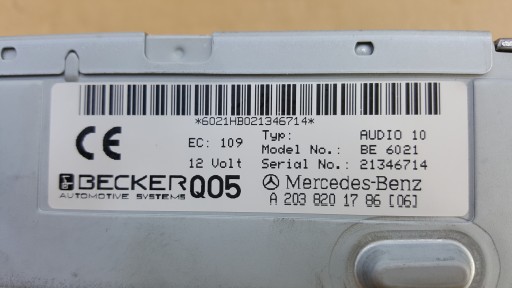 *6021HB021346714*
CE EC: 109 Typ: AUDIO 10
Model No.: BE 6021
12 Volt Serial No.: 21346714
BECKER Q05 Mercedes-Benz
AUTOMOTIVE SYSTEMS A 203 820 17 86 [06]